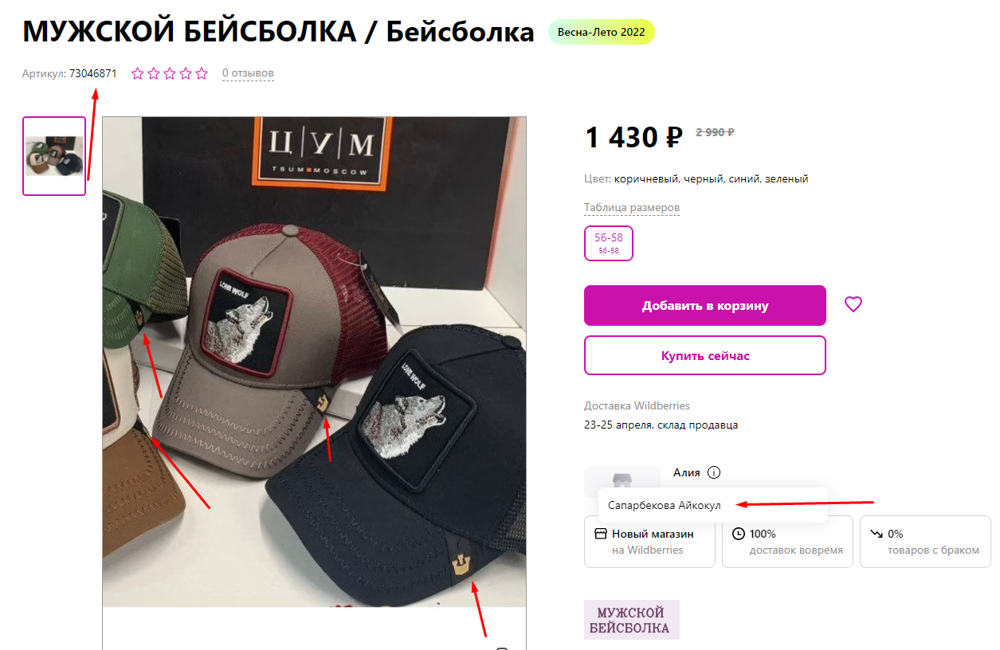 МУЖСКОЙ БЕЙСБОЛКА / Бейсболка
Весна-Лето 2022
Артикул: 73046871
0 отзывов
Ц|У|М
TSUM MOSCOW
LONE WOLF
LONE WOLF
1 430 ₽
2 990 ₽
Цвет: коричневый, черный, синий, зеленый
Таблица размеров
56-58
56-58
Добавить в корзину
Купить сейчас
Доставка Wildberries
23-25 апреля, склад продавца
Алия
Сапарбекова Айкокул
Новый магазин
на Wildberries
100%
доставок вовремя
0%
товаров с браком
МУЖСКОЙ
БЕЙСБОЛКА